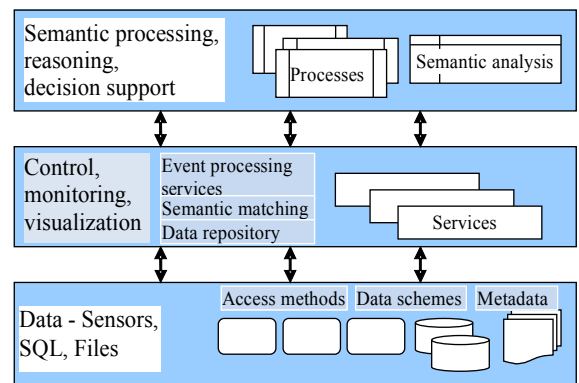 Semantic processing,
reasoning,
decision support
Processes
Semantic analysis
Control,
monitoring,
visualization
Event processing
services
Semantic matching
Data repository
Services
Access methods
Data schemes
Metadata
Data - Sensors,
SQL, Files